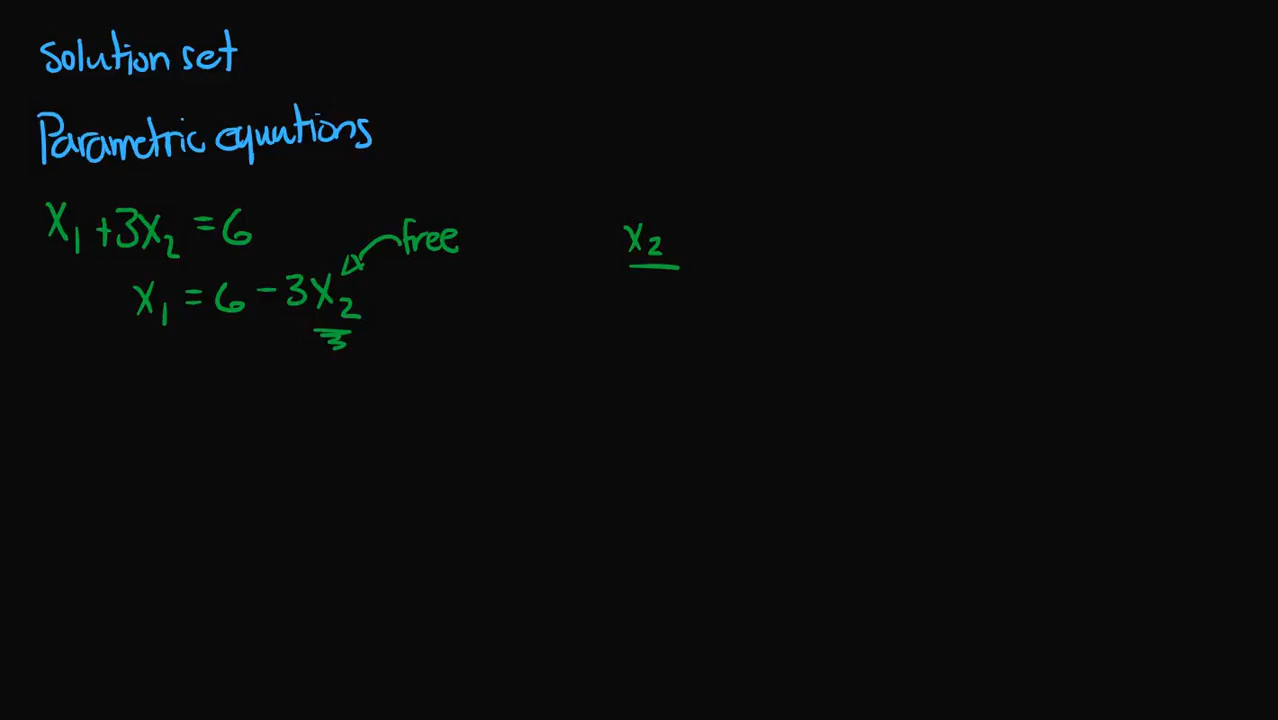 Solution set
Parametric equations
x₁ + 3x₂ = 6
free
x₂
x₁ = 6 - 3x₂